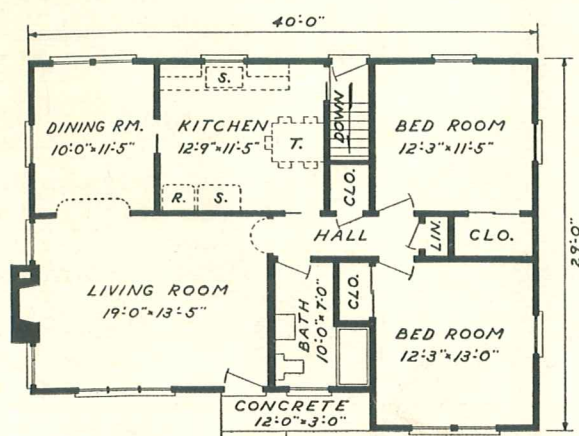 40'-0"
DINING RM.
10'-0" x 11'-5"
KITCHEN
12'-9" x 11'-5"
S.
T.
R.
S.
DOWN
CLO.
BED ROOM
12'-3" x 11'-5"
HALL
LIN.
CLO.
29'-0"
LIVING ROOM
19'-0" x 13'-5"
BATH
10'-0" x 7'-0"
CLO.
BED ROOM
12'-3" x 13'-0"
CONCRETE
12'-0" x 3'-0"